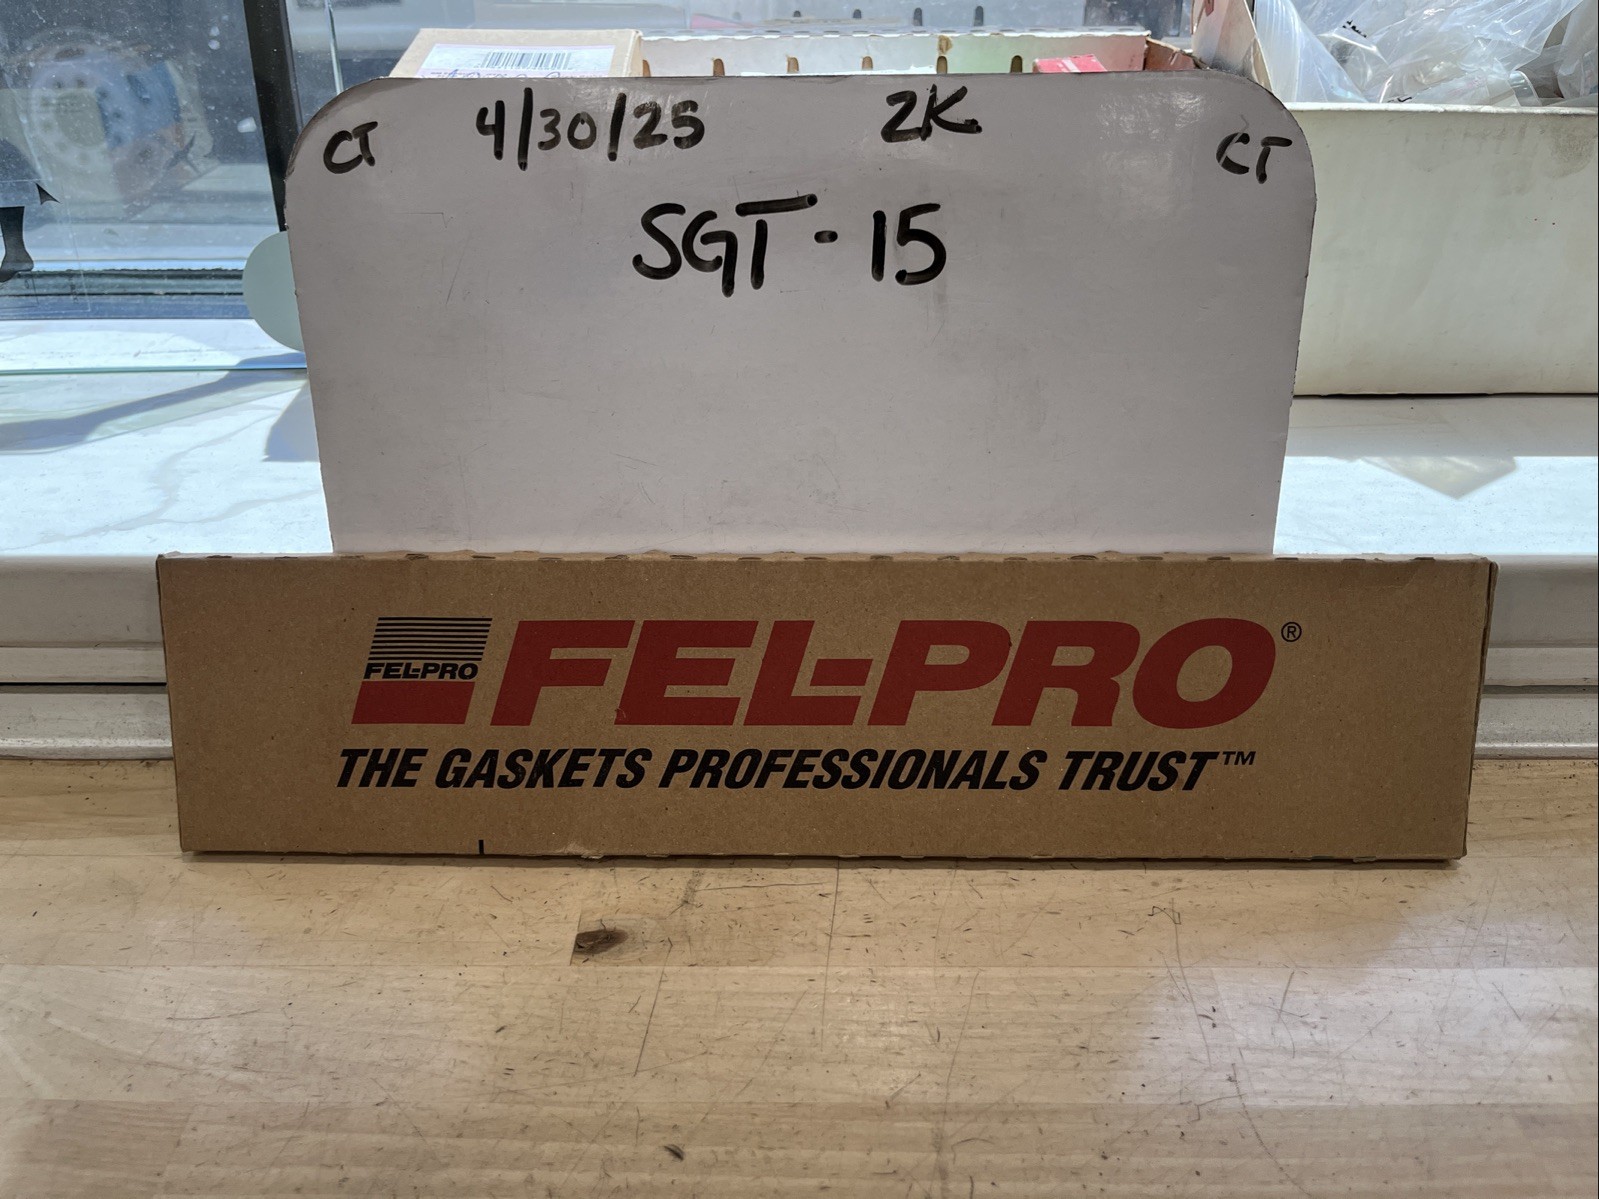 CT 4/30/25 2K CT
SGT - 15
FEL-PRO FEL-PRO®
THE GASKETS PROFESSIONALS TRUST™